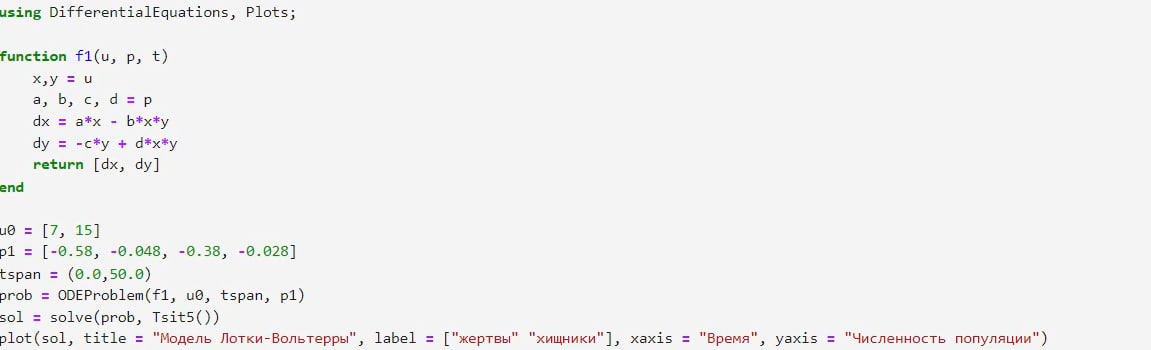 using DifferentialEquations, Plots;
function f1(u, p, t)
x,y = u
a, b, c, d = p
dx = a*x - b*x*y
dy = -c*y + d*x*y
return [dx, dy]
end
u0 = [7, 15]
p1 = [-0.58, -0.048, -0.38, -0.028]
tspan = (0.0,50.0)
prob = ODEProblem(f1, u0, tspan, p1)
sol = solve(prob, Tsit5())
plot(sol, title = "Модель Лотки-Вольтерры", label = ["жертвы" "хищники"], xaxis = "Время", yaxis = "Численность популяции")